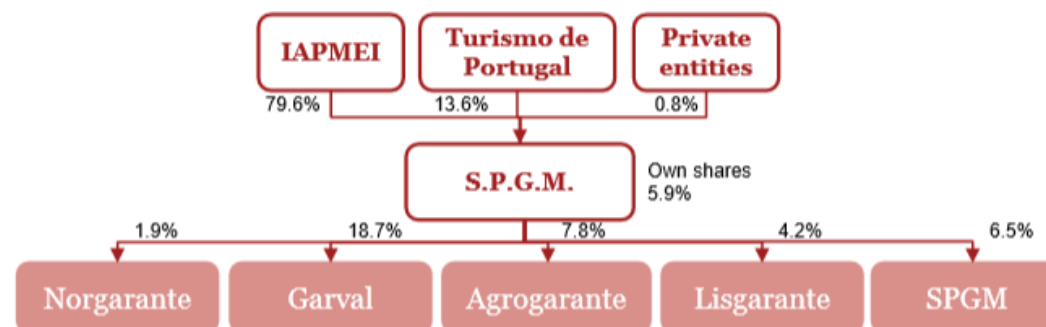 IAPMEI
Turismo de
Portugal
Private
entities
79.6%
13.6%
0.8%
S.P.G.M.
Own shares
5.9%
1.9%
18.7%
7.8%
4.2%
6.5%
Norgarante
Garval
Agrogarante
Lisgarante
SPGM